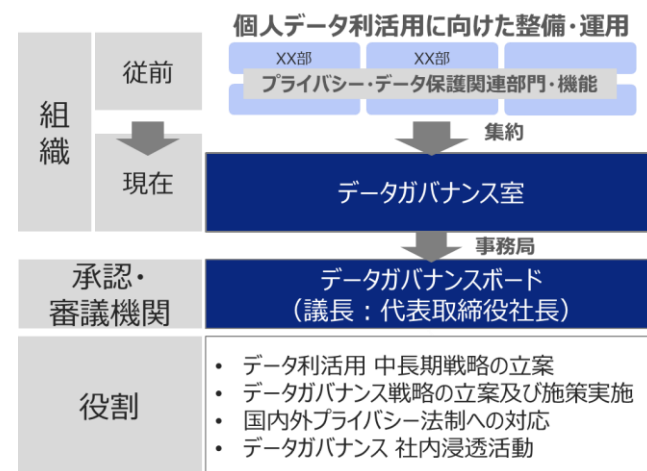 個人データ利活用に向けた整備・運用
組織
従前
XX部
XX部
プライバシー・データ保護関連部門・機能
集約
現在
データガバナンス室
事務局
承認・
審議機関
データガバナンスボード
（議長：代表取締役社長）
役割
• データ利活用 中長期戦略の立案
• データガバナンス戦略の立案及び施策実施
• 国内外プライバシー法制への対応
• データガバナンス 社内浸透活動